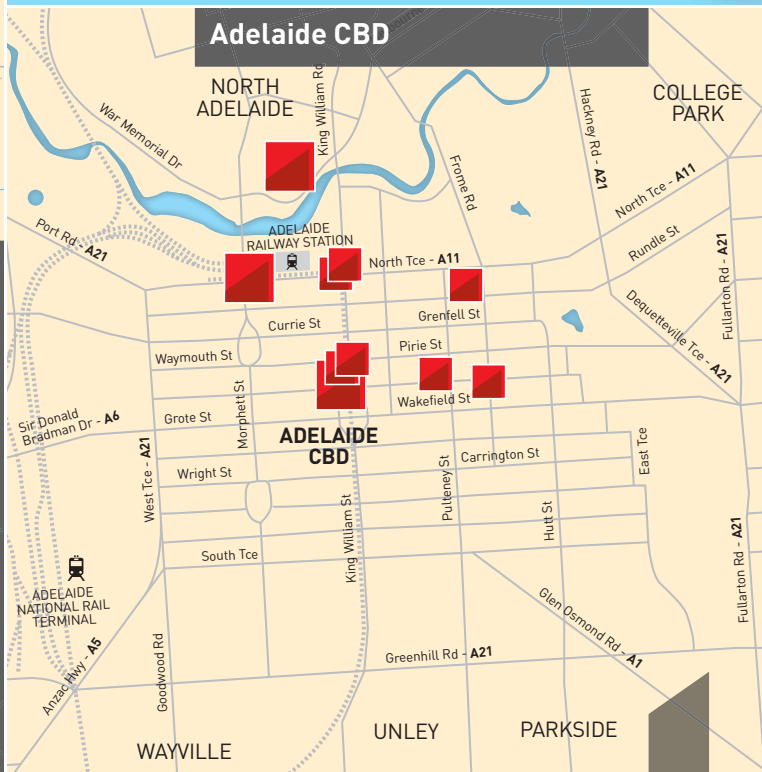 Adelaide CBD
NORTH
ADELAIDE
King William Rd
COLLEGE
PARK
War Memorial Dr
Hackney Rd - A21
Frome Rd
North Tce - A11
Port Rd - A21
ADELAIDE
RAILWAY STATION
Rundle St
North Tce - A11
Fullarton Rd - A21
Currie St
Grenfell St
Dequetteville Tce - A21
Waymouth St
Pirie St
Sir Donald
Bradman Dr - A6
Grote St
Morphett St
Wakefield St
ADELAIDE
CBD
West Tce - A21
Wright St
Carrington St
East Tce
Pulteney St
King William St
Hutt St
South Tce
Fullarton Rd - A21
ADELAIDE
NATIONAL RAIL
TERMINAL
Glen Osmond Rd - A1
Anzac Hwy - A5
Goodwood Rd
Greenhill Rd - A21
WAYVILLE
UNLEY
PARKSIDE